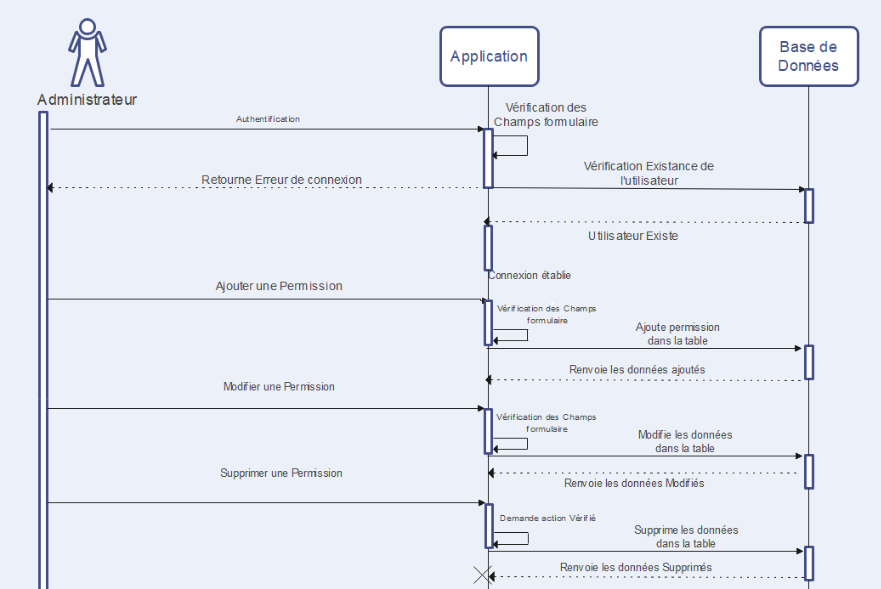 Application
Base de
Données
Administrateur
Authentification
Vérification des
Champs formulaire
Retourne Erreur de connexion
Vérification Existance de
l'utilisateur
Utilisateur Existe
Connexion établie
Ajouter une Permission
Vérification des Champs
formulaire
Ajoute permission
dans la table
Renvoie les données ajoutés
Modifier une Permission
Vérification des Champs
formulaire
Modifie les données
dans la table
Renvoie les données Modifiés
Supprimer une Permission
Demande action Vérifié
Supprime les données
dans la table
Renvoie les données Supprimés